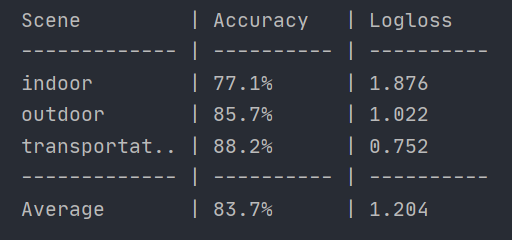 Scene         | Accuracy   | Logloss
------------- | ---------- | ----------
indoor        | 77.1%      | 1.876
outdoor       | 85.7%      | 1.022
transportat.. | 88.2%      | 0.752
------------- | ---------- | ----------
Average       | 83.7%      | 1.204